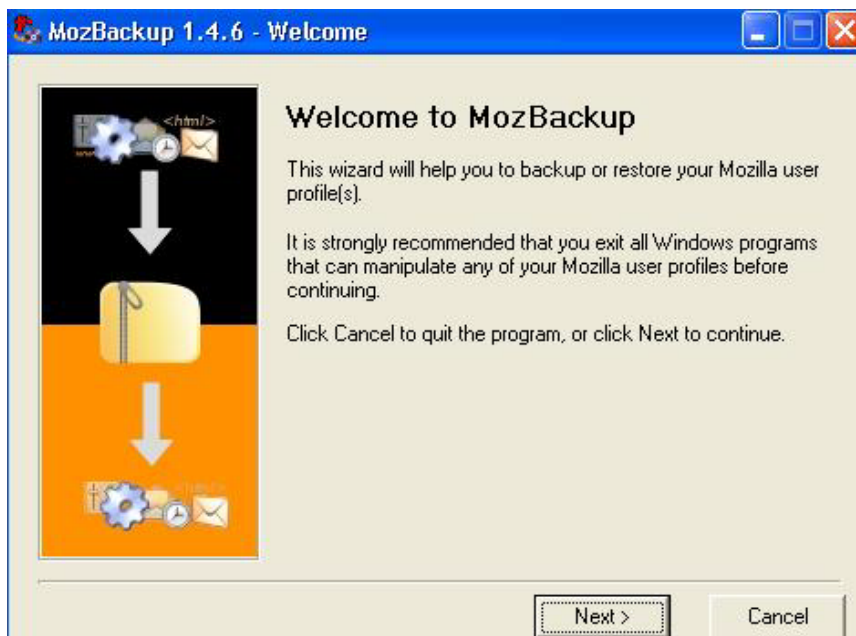 MozBackup 1.4.6 - Welcome
<html>
Welcome to MozBackup
This wizard will help you to backup or restore your Mozilla user
profile(s).
It is strongly recommended that you exit all Windows programs
that can manipulate any of your Mozilla user profiles before
continuing.
Click Cancel to quit the program, or click Next to continue.
Next >
Cancel